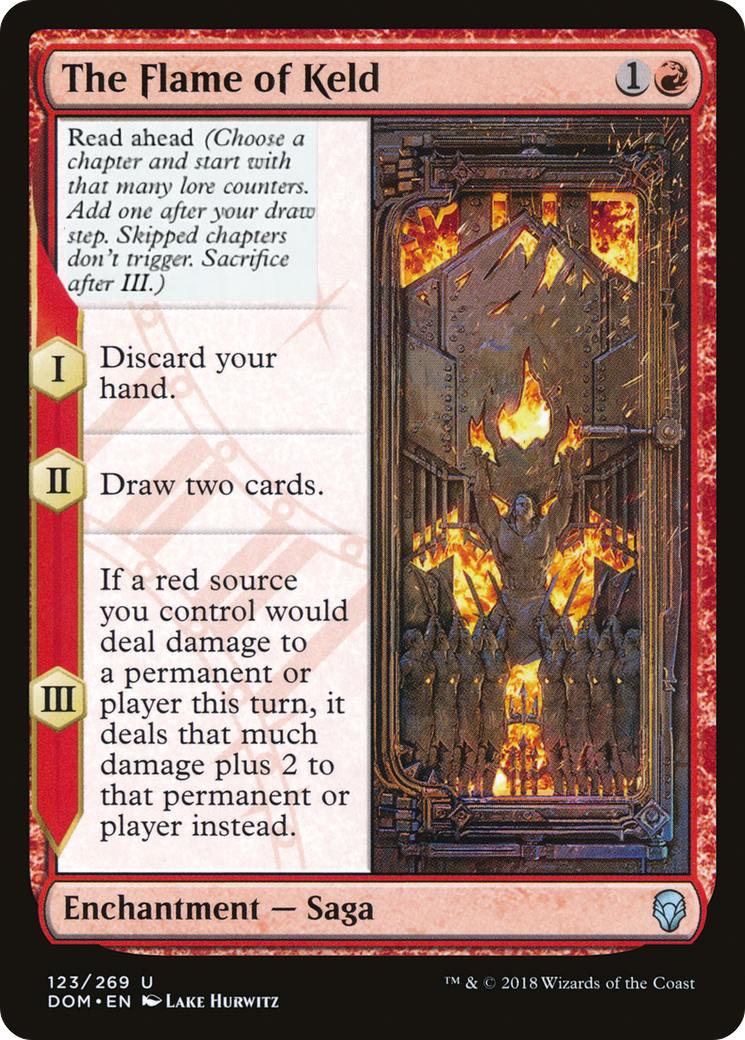 The Flame of Keld 1
Read ahead (Choose a
chapter and start with
that many lore counters.
Add one after your draw
step. Skipped chapters
don't trigger. Sacrifice
after III.)
I
Discard your
hand.
II
Draw two cards.
III
If a red source
you control would
deal damage to
a permanent or
player this turn, it
deals that much
damage plus 2 to
that permanent or
player instead.
Enchantment — Saga
123/269 U
DOM • EN Lake Hurwitz
™ & © 2018 Wizards of the Coast